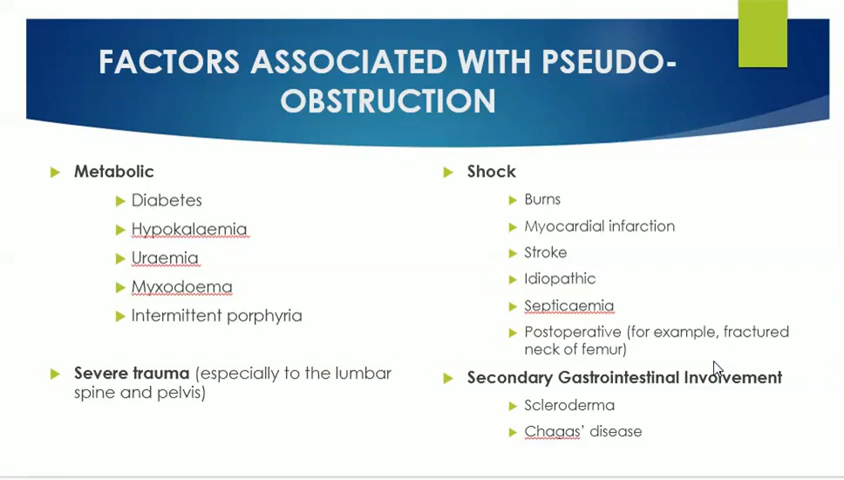 FACTORS ASSOCIATED WITH PSEUDO-
OBSTRUCTION
Metabolic
Diabetes
Hypokalaemia
Uraemia
Myxodoema
Intermittent porphyria
Severe trauma (especially to the lumbar
spine and pelvis)
Shock
Burns
Myocardial infarction
Stroke
Idiopathic
Septicaemia
Postoperative (for example, fractured
neck of femur)
Secondary Gastrointestinal Involvement
Scleroderma
Chagas’ disease